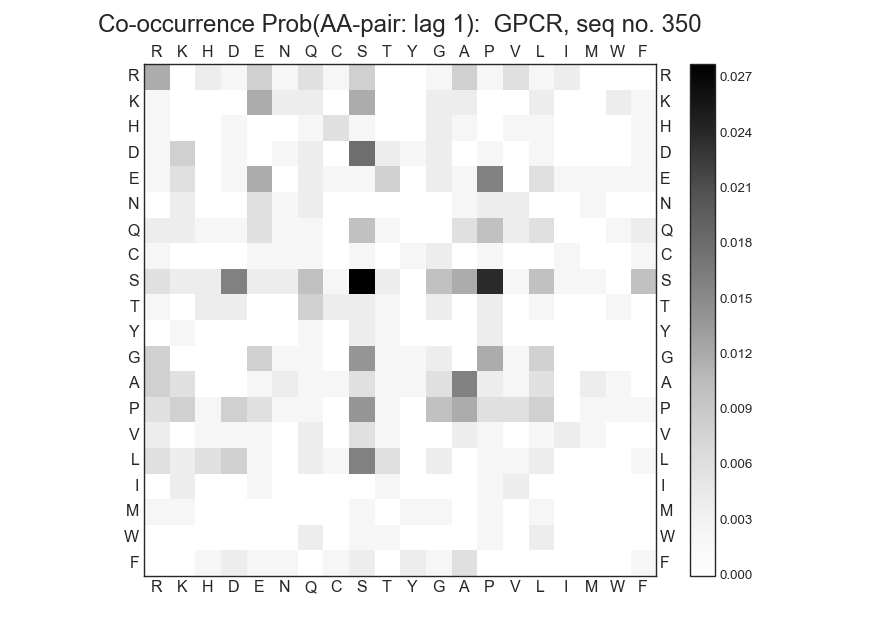 Co-occurrence Prob(AA-pair: lag 1):  GPCR, seq no. 350
R K H D E N Q C S T Y G A P V L I M W F
R R 0.027
K K
H H 0.024
D D
E E 0.021
N N
Q Q
C C 0.018
S S
T T 0.015
Y Y
G G 0.012
A A
P P 0.009
V V
L L 0.006
I I
M M 0.003
W W
F F 0.000
R K H D E N Q C S T Y G A P V L I M W F